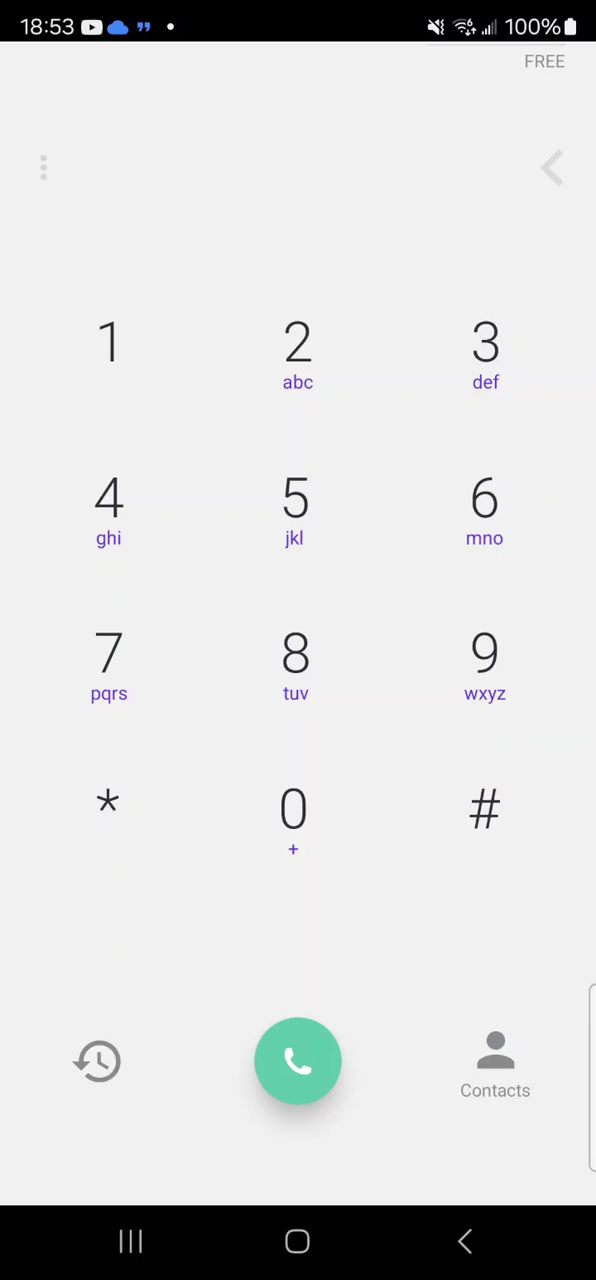 18:53 100%
FREE
1 2 3
abc def
4 5 6
ghi jkl mno
7 8 9
pqrs tuv wxyz
* 0 #
+
Contacts